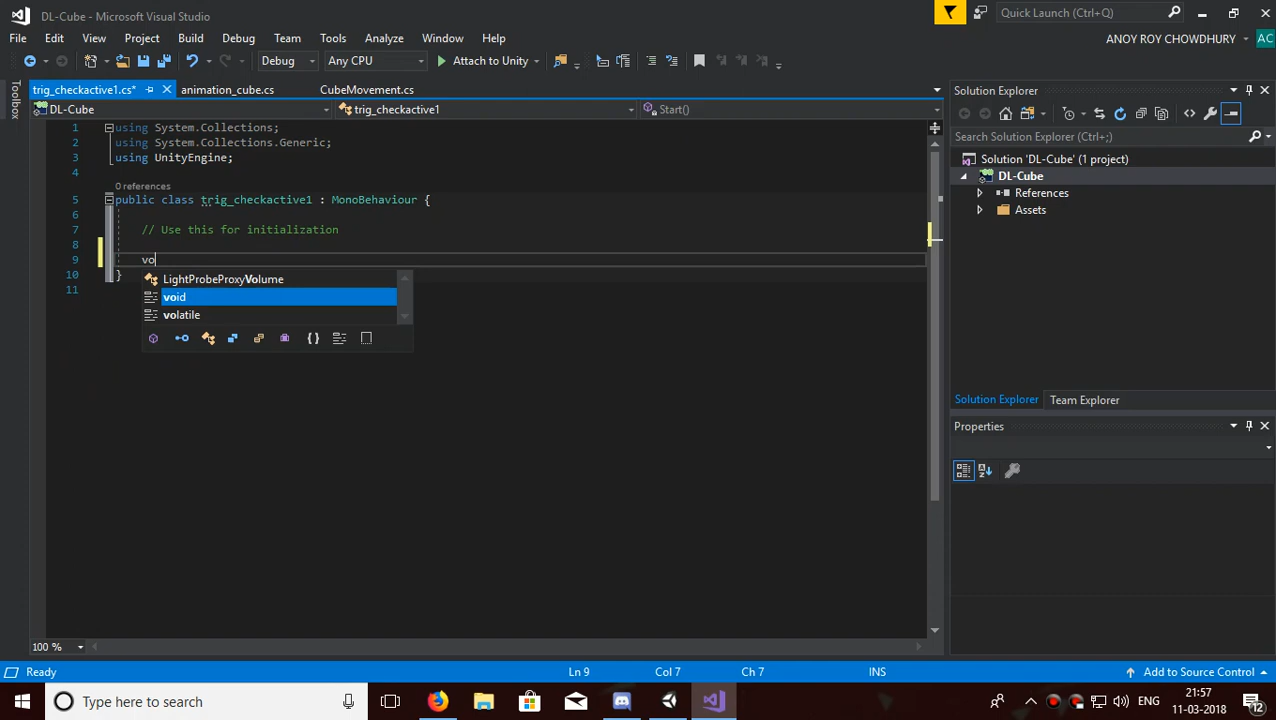 DL-Cube - Microsoft Visual Studio
Quick Launch (Ctrl+Q)
File Edit View Project Build Debug Team Tools Analyze Window Help
ANOY ROY CHOWDHURY AC
Debug Any CPU Attach to Unity
Toolbox
trig_checkactive1.cs* animation_cube.cs CubeMovement.cs
DL-Cube trig_checkactive1 Start()
1 using System.Collections;
2 using System.Collections.Generic;
3 using UnityEngine;
4
0 references
5 public class trig_checkactive1 : MonoBehaviour {
6
7 // Use this for initialization
8
9 vo
10 }
11
LightProbeProxyVolume
void
volatile
100 %
Solution Explorer
Search Solution Explorer (Ctrl+;)
Solution 'DL-Cube' (1 project)
DL-Cube
References
Assets
Solution Explorer Team Explorer
Properties
Ready Ln 9 Col 7 Ch 7 INS Add to Source Control
Type here to search
ENG
21:57
11-03-2018
12